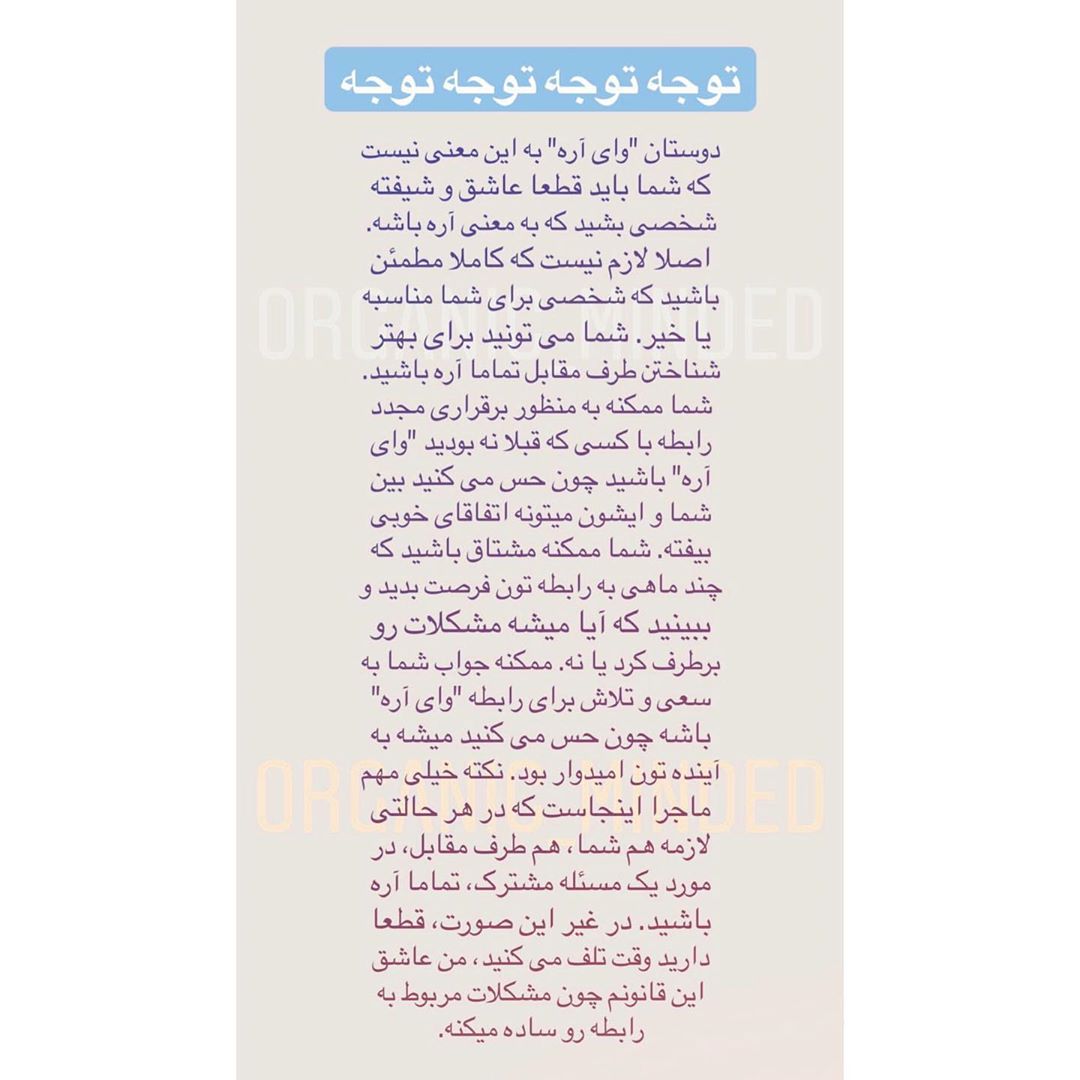 توجه توجه توجه توجه
دوستان "وای آره" به این معنی نیست
که شما باید قطعا عاشق و شیفته
شخصی بشید که به معنی آره باشه.
اصلا لازم نیست که کاملا مطمئن
باشید که شخصی برای شما مناسبه
یا خیر. شما می تونید برای بهتر
شناختن طرف مقابل تماما آره باشید.
شما ممکنه به منظور برقراری مجدد
رابطه با کسی که قبلا نه بودید "وای
آره" باشید چون حس می کنید بین
شما و ایشون میتونه اتفاقای خوبی
بیفته. شما ممکنه مشتاق باشید که
چند ماهی به رابطه تون فرصت بدید و
ببینید که آیا میشه مشکلات رو
برطرف کرد یا نه. ممکنه جواب شما به
سعی و تلاش برای رابطه "وای آره"
باشه چون حس می کنید میشه به
آینده تون امیدوار بود. نکته خیلی مهم
ماجرا اینجاست که در هر حالتی
لازمه هم شما، هم طرف مقابل، در
مورد یک مسئله مشترک، تماما آره
باشید. در غیر این صورت، قطعا
دارید وقت تلف می کنید، من عاشق
این قانونم چون مشکلات مربوط به
رابطه رو ساده میکنه.
ORGANIC_MINDED
ORGANIC_MINDED